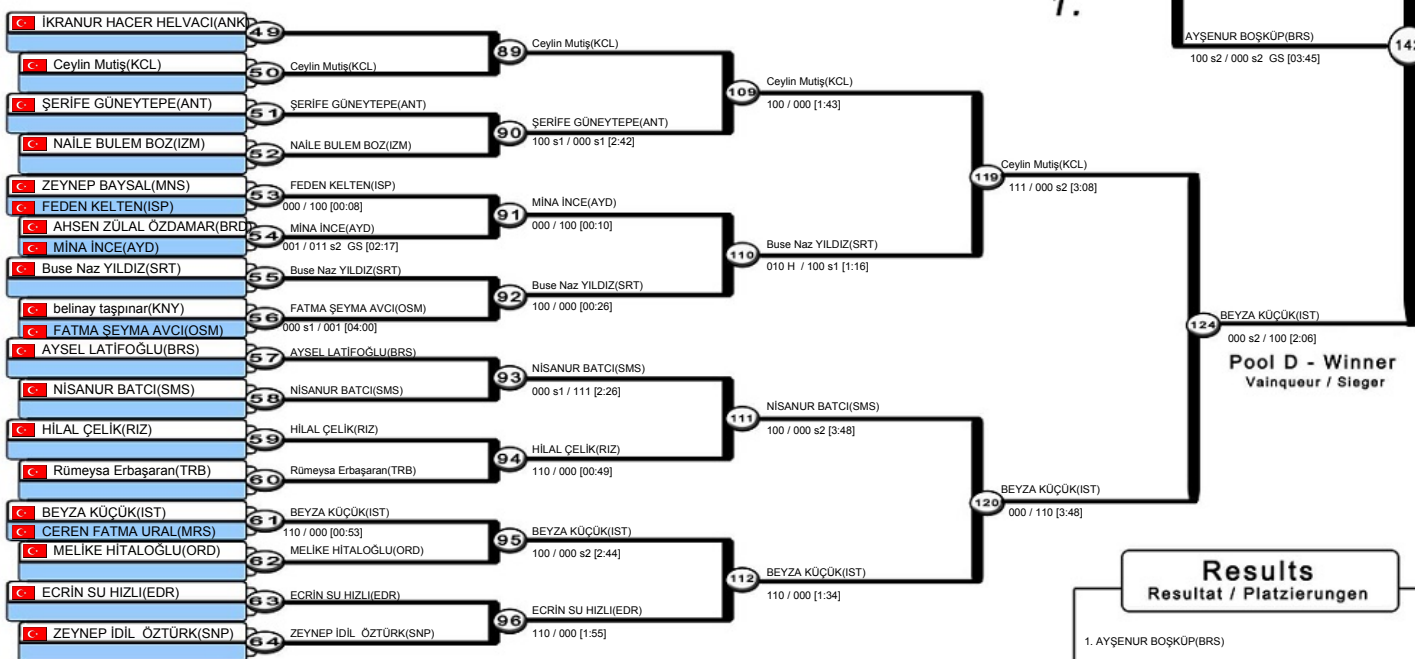 İKRANUR HACER HELVACI(ANK)
Ceylin Mutiş(KCL)
ŞERİFE GÜNEYTEPE(ANT)
NAİLE BULEM BOZ(IZM)
ZEYNEP BAYSAL(MNS)
FEDEN KELTEN(ISP)
AHSEN ZÜLAL ÖZDAMAR(BRD)
MİNA İNCE(AYD)
Buse Naz YILDIZ(SRT)
belinay taşpınar(KNY)
FATMA ŞEYMA AVCI(OSM)
AYSEL LATİFOĞLU(BRS)
NİSANUR BATCI(SMS)
HİLAL ÇELİK(RIZ)
Rümeysa Erbaşaran(TRB)
BEYZA KÜÇÜK(IST)
CEREN FATMA URAL(MRS)
MELİKE HİTALOĞLU(ORD)
ECRİN SU HIZLI(EDR)
ZEYNEP İDİL ÖZTÜRK(SNP)
49
50
Ceylin Mutiş(KCL)
51
ŞERİFE GÜNEYTEPE(ANT)
52
NAİLE BULEM BOZ(IZM)
53
FEDEN KELTEN(ISP)
000 / 100 [00:08]
54
MİNA İNCE(AYD)
001 / 011 s2 GS [02:17]
55
Buse Naz YILDIZ(SRT)
56
FATMA ŞEYMA AVCI(OSM)
000 s1 / 001 [04:00]
57
AYSEL LATİFOĞLU(BRS)
58
NİSANUR BATCI(SMS)
59
HİLAL ÇELİK(RIZ)
60
Rümeysa Erbaşaran(TRB)
61
BEYZA KÜÇÜK(IST)
110 / 000 [00:53]
62
MELİKE HİTALOĞLU(ORD)
63
ECRİN SU HIZLI(EDR)
64
ZEYNEP İDİL ÖZTÜRK(SNP)
89
Ceylin Mutiş(KCL)
90
ŞERİFE GÜNEYTEPE(ANT)
100 s1 / 000 s1 [2:42]
91
MİNA İNCE(AYD)
000 / 100 [00:10]
92
Buse Naz YILDIZ(SRT)
100 / 000 [00:26]
93
NİSANUR BATCI(SMS)
000 s1 / 111 [2:26]
94
HİLAL ÇELİK(RIZ)
110 / 000 [00:49]
95
BEYZA KÜÇÜK(IST)
100 / 000 s2 [2:44]
96
ECRİN SU HIZLI(EDR)
110 / 000 [1:55]
109
Ceylin Mutiş(KCL)
100 / 000 [1:43]
110
Buse Naz YILDIZ(SRT)
010 H / 100 s1 [1:16]
111
NİSANUR BATCI(SMS)
100 / 000 s2 [3:48]
112
BEYZA KÜÇÜK(IST)
110 / 000 [1:34]
119
Ceylin Mutiş(KCL)
111 / 000 s2 [3:08]
120
BEYZA KÜÇÜK(IST)
000 / 110 [3:48]
1.
AYŞENUR BOŞKÜP(BRS)
100 s2 / 000 s2 GS [03:45]
124
BEYZA KÜÇÜK(IST)
000 s2 / 100 [2:06]
Pool D - Winner
Vainqueur / Sieger
Results
Resultat / Platzierungen
1. AYŞENUR BOŞKÜP(BRS)